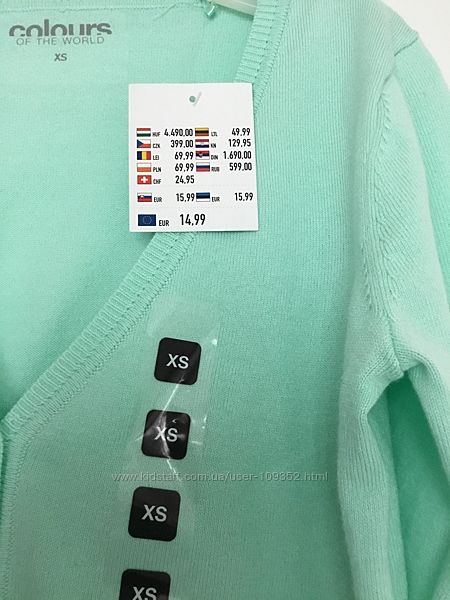 colours
OF THE WORLD
XS
HUF 4.490,00 LTL 49,99
CZK 399,00 KN 129,95
LEI 69,99 DIN 1.690,00
PLN 69,99 RUB 599,00
CHF 24,95
EUR 15,99 EUR 15,99
EUR 14,99
XS
XS
XS
XS
www.kidstaff.com.ua/user-109352.html